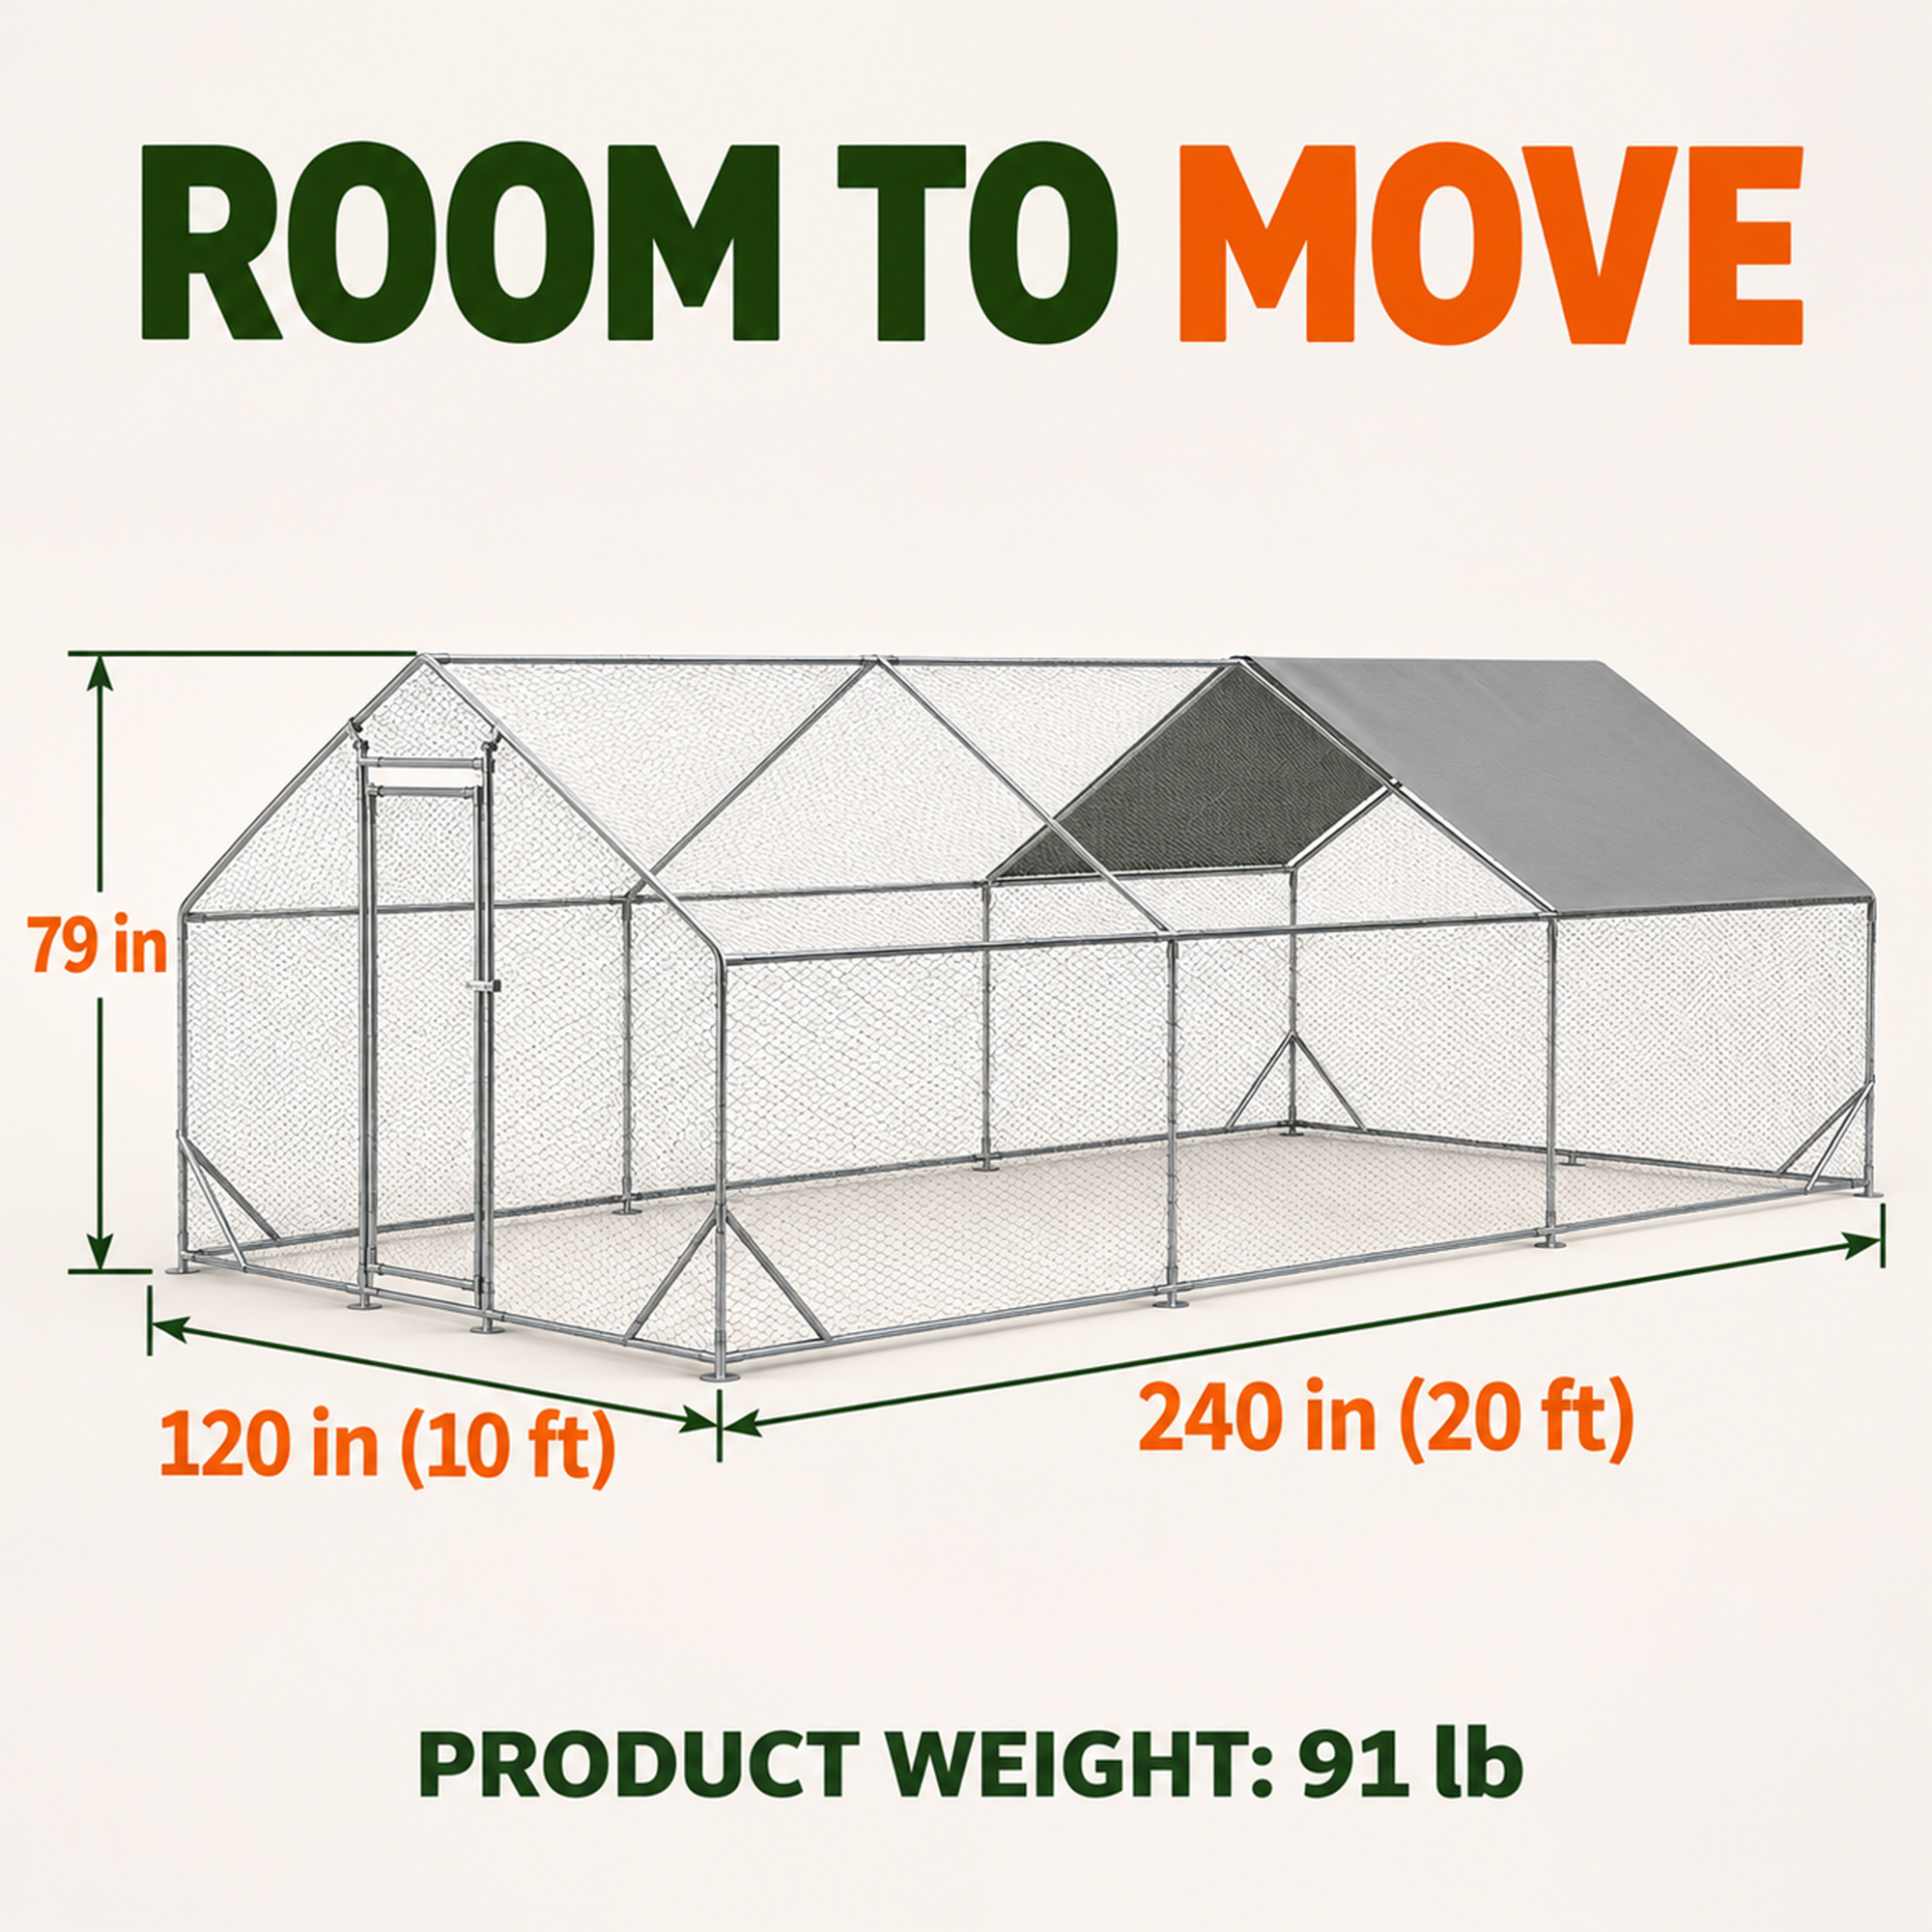 ROOM TO MOVE
79 in
120 in (10 ft)
240 in (20 ft)
PRODUCT WEIGHT: 91 lb